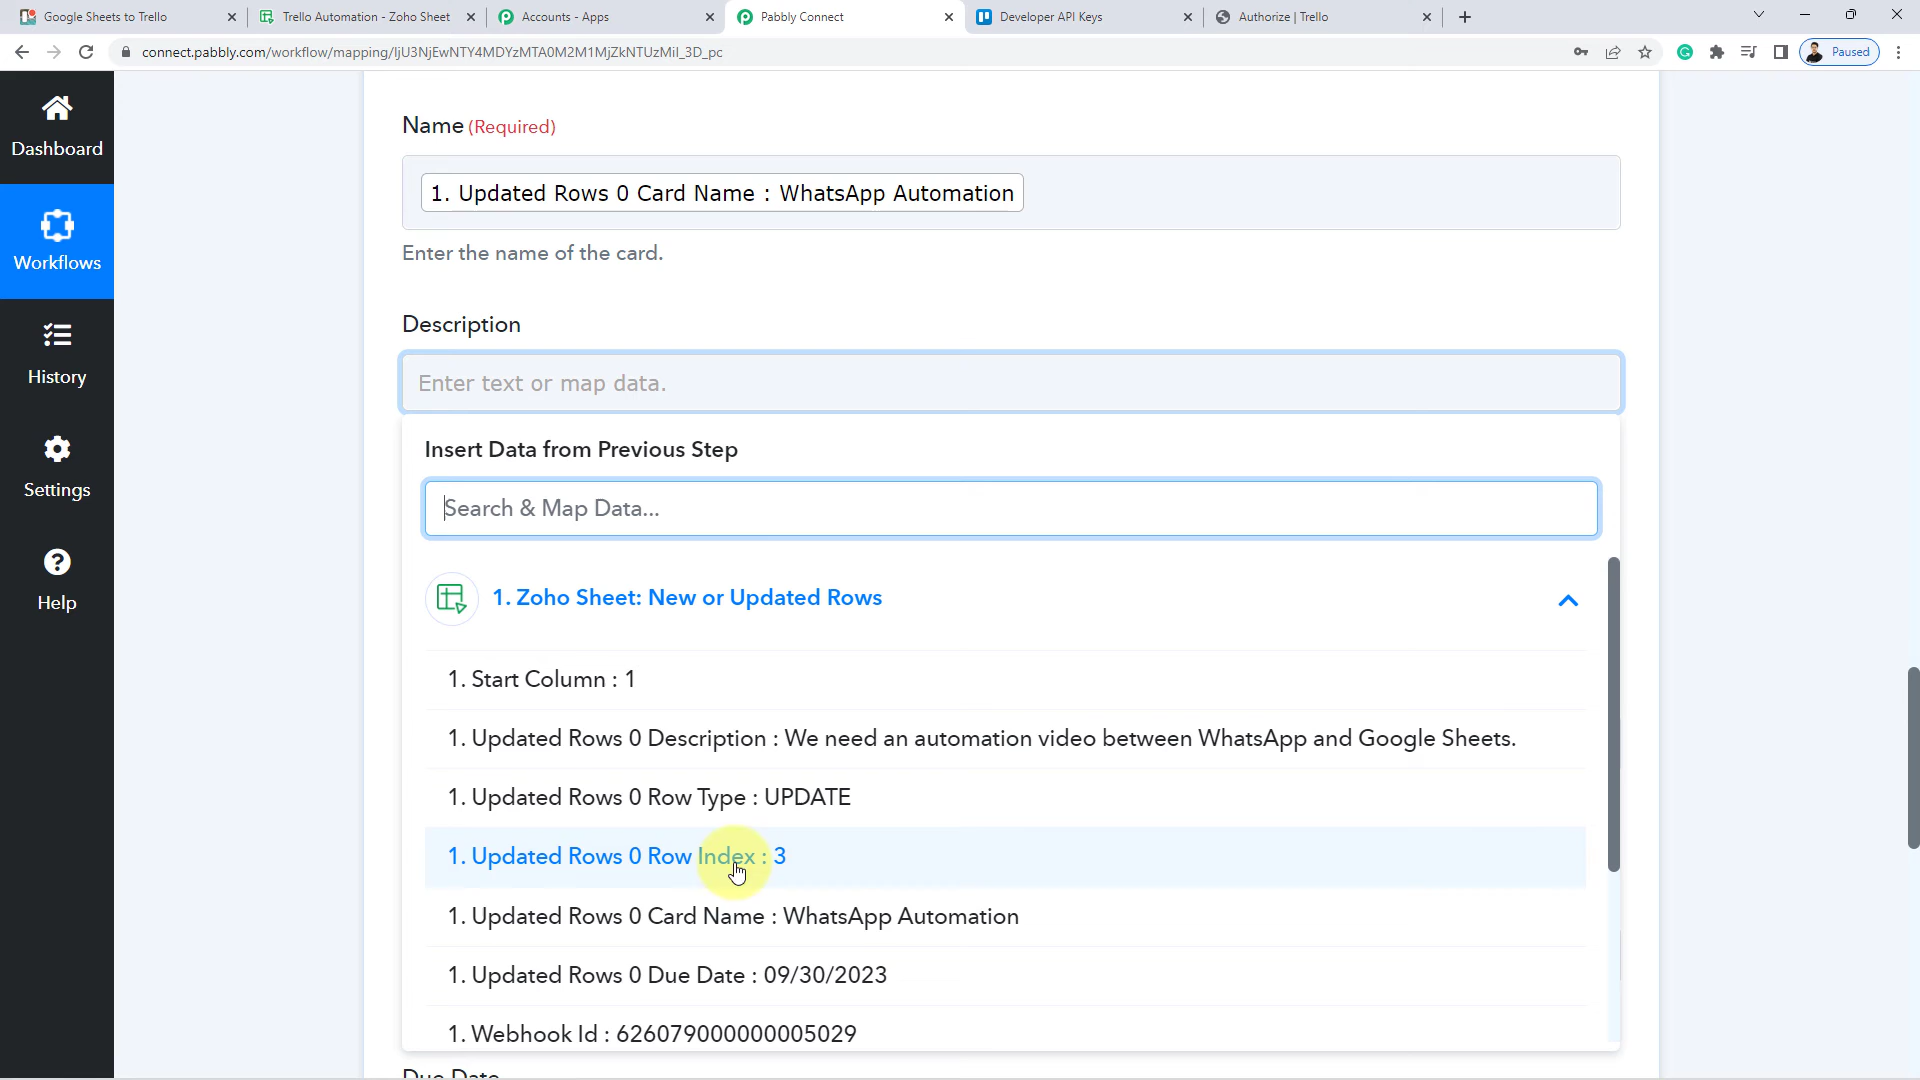 Google Sheets to Trello
Trello Automation - Zoho Sheet
Accounts - Apps
Pabbly Connect
Developer API Keys
Authorize | Trello
connect.pabbly.com/workflow/mapping/IjU3NjEwNTY4MDYzMTA0M2M1MjZkNTUzMiI_3D_pc
Paused
Dashboard
Workflows
History
Settings
Help
Name (Required)
1. Updated Rows 0 Card Name : WhatsApp Automation
Enter the name of the card.
Description
Enter text or map data.
Insert Data from Previous Step
Search & Map Data...
1. Zoho Sheet: New or Updated Rows
1. Start Column : 1
1. Updated Rows 0 Description : We need an automation video between WhatsApp and Google Sheets.
1. Updated Rows 0 Row Type : UPDATE
1. Updated Rows 0 Row Index : 3
1. Updated Rows 0 Card Name : WhatsApp Automation
1. Updated Rows 0 Due Date : 09/30/2023
1. Webhook Id : 626079000000005029
Due Date